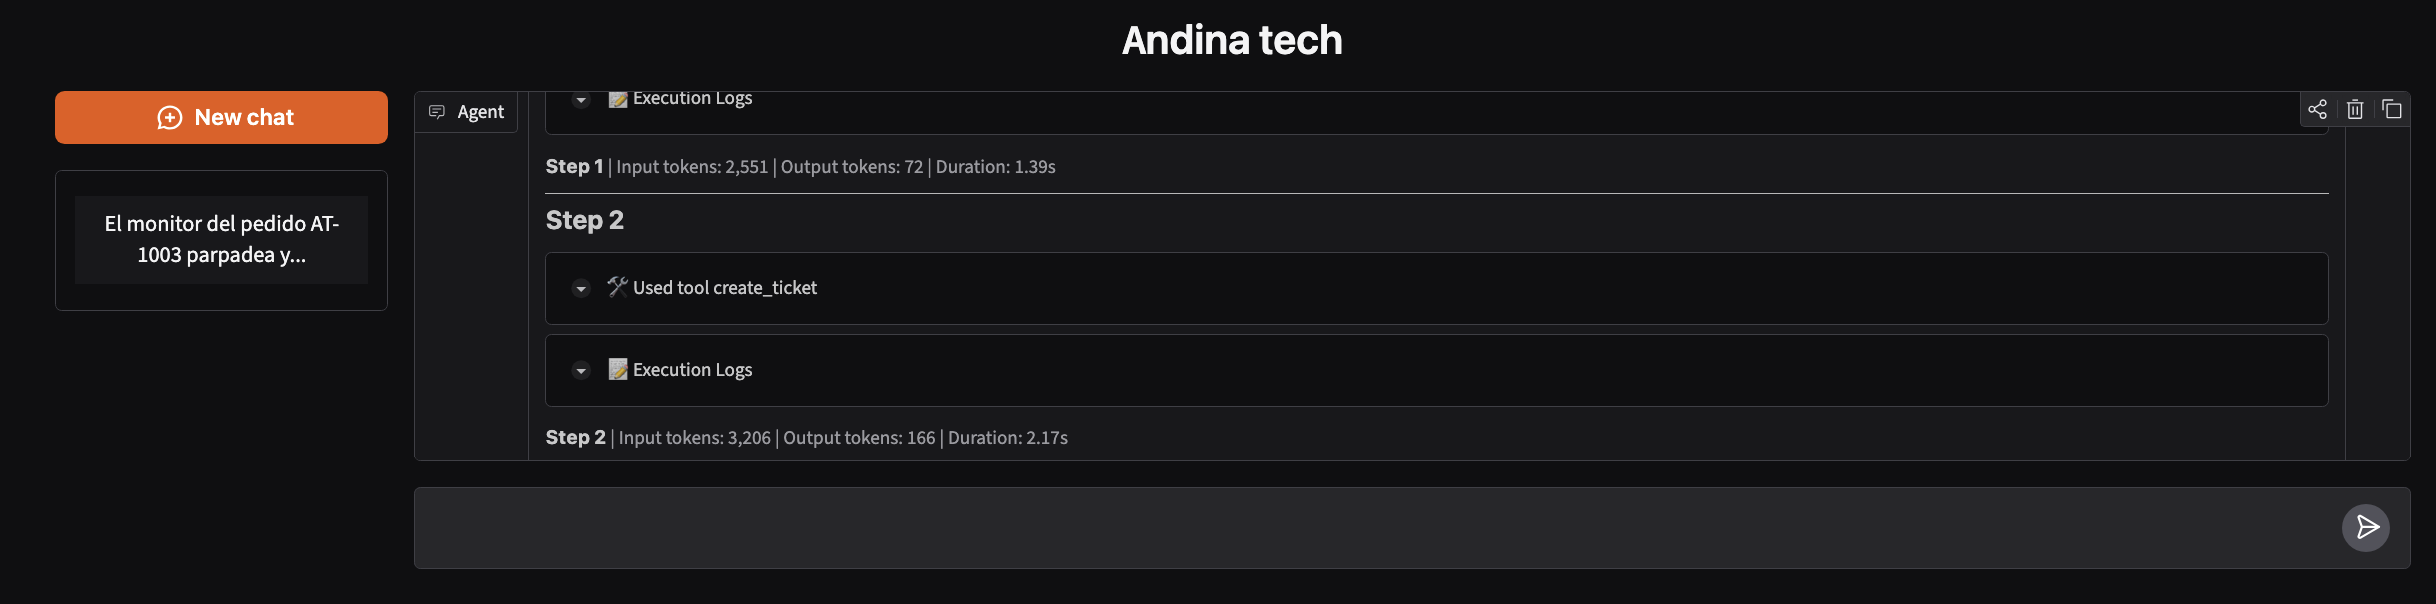 Andina tech
New chat
El monitor del pedido AT-
1003 parpadea y...
Agent
Execution Logs
Step 1 | Input tokens: 2,551 | Output tokens: 72 | Duration: 1.39s
Step 2
Used tool create_ticket
Execution Logs
Step 2 | Input tokens: 3,206 | Output tokens: 166 | Duration: 2.17s